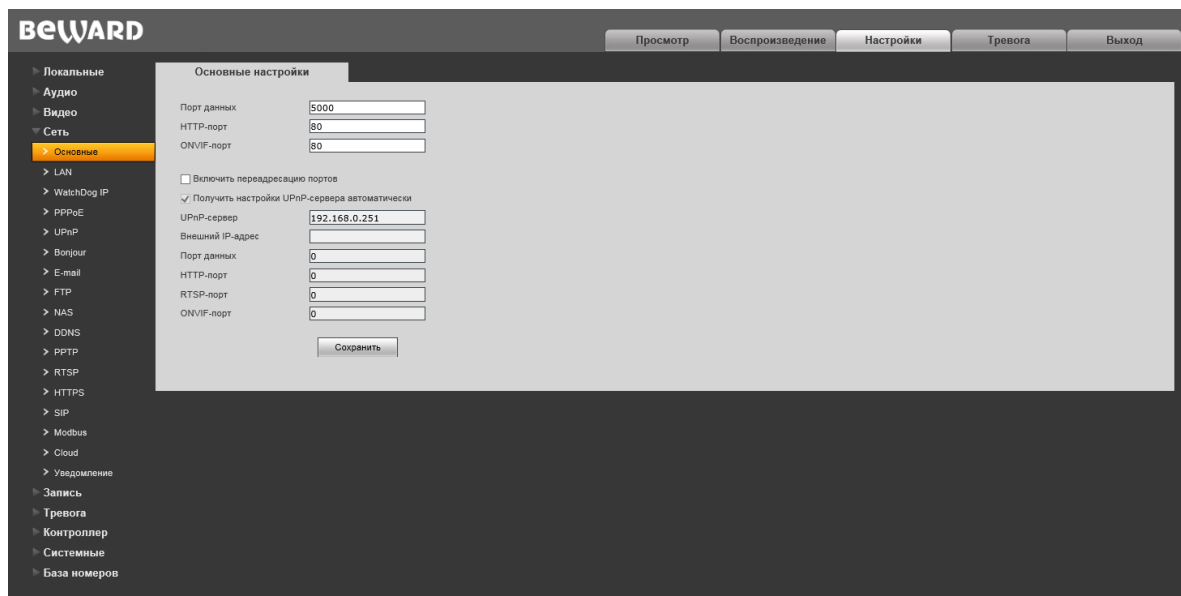 BEWARD
Просмотр Воспроизведение Настройки Тревога Выход
Локальные
Аудио
Видео
Сеть
Основные
LAN
WatchDog IP
PPPoE
UPnP
Bonjour
E-mail
FTP
NAS
DDNS
PPTP
RTSP
HTTPS
SIP
Modbus
Cloud
Уведомление
Запись
Тревога
Контроллер
Системные
База номеров
Основные настройки
Порт данных 5000
HTTP-порт 80
ONVIF-порт 80
Включить переадресацию портов
Получить настройки UPnP-сервера автоматически
UPnP-сервер 192.168.0.251
Внешний IP-адрес
Порт данных 0
HTTP-порт 0
RTSP-порт 0
ONVIF-порт 0
Сохранить